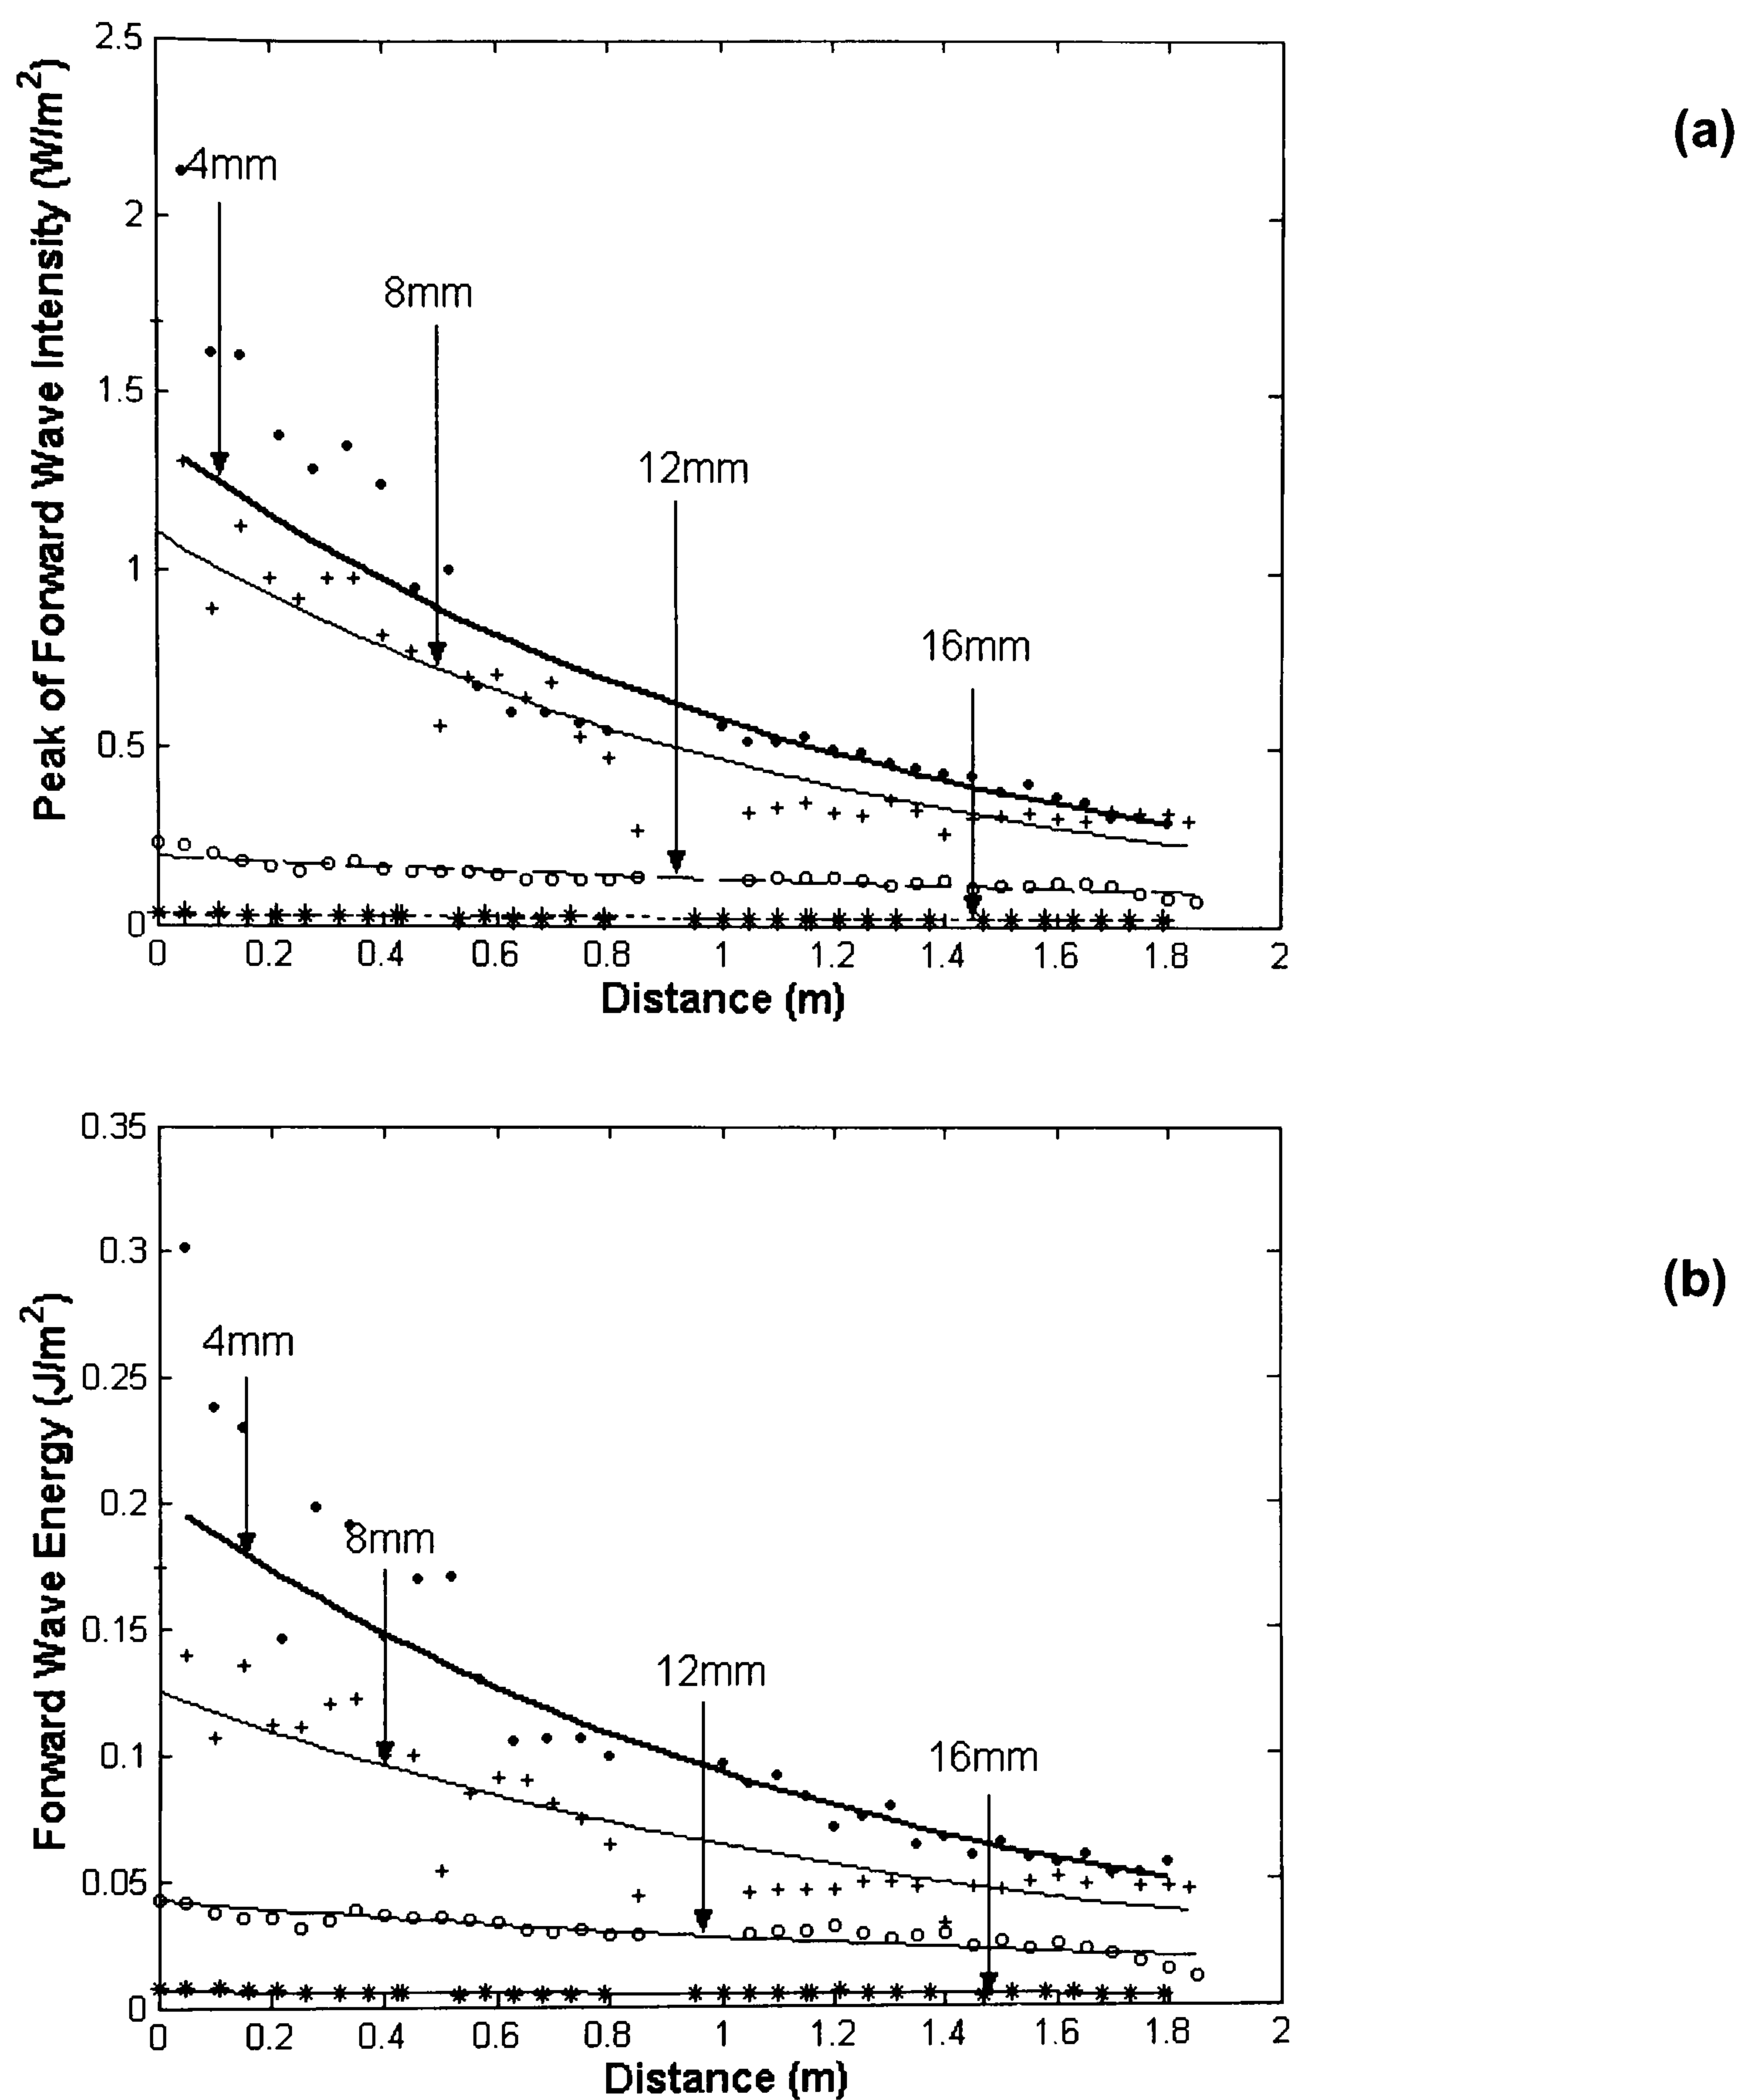 (a)
Peak of Forward Wave Intensity (W/m²)
2.5
2
1.5
1
0.5
0
4mm
8mm
12mm
16mm
0 0.2 0.4 0.6 0.8 1 1.2 1.4 1.6 1.8 2
Distance (m)
(b)
Forward Wave Energy (J/m²)
0.35
0.3
0.25
0.2
0.15
0.1
0.05
0
4mm
8mm
12mm
16mm
0 0.2 0.4 0.6 0.8 1 1.2 1.4 1.6 1.8 2
Distance (m)